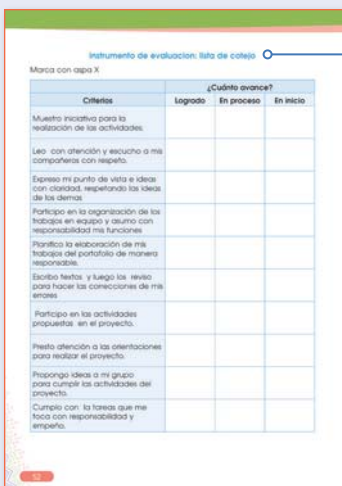 Instrumento de evaluacion: lista de cotejo
Marca con aspa X
¿Cuánto avance?
Criterios Logrado En proceso En inicio
Muestro iniciativa para la
realización de las actividades.
Leo con atención y escucho a mis
compañeros con respeto.
Expreso mi punto de vista e ideas
con claridad, respetando las ideas
de los demas
Participo en la organización de los
trabajos en equipo y asumo con
responsabilidad mis funciones
Planifico la elaboración de mis
trabajos del portafolio de manera
responsable.
Escribo textos y luego los reviso
para hacer las correcciones de mis
errores
Participo en las actividades
propuestas en el proyecto.
Presto atención a las orientaciones
para realizar el proyecto.
Propongo ideas a mi grupo
para cumplir las actividades del
proyecto.
Cumplo con la tareas que me
toca con responsabilidad y
empeño.
52